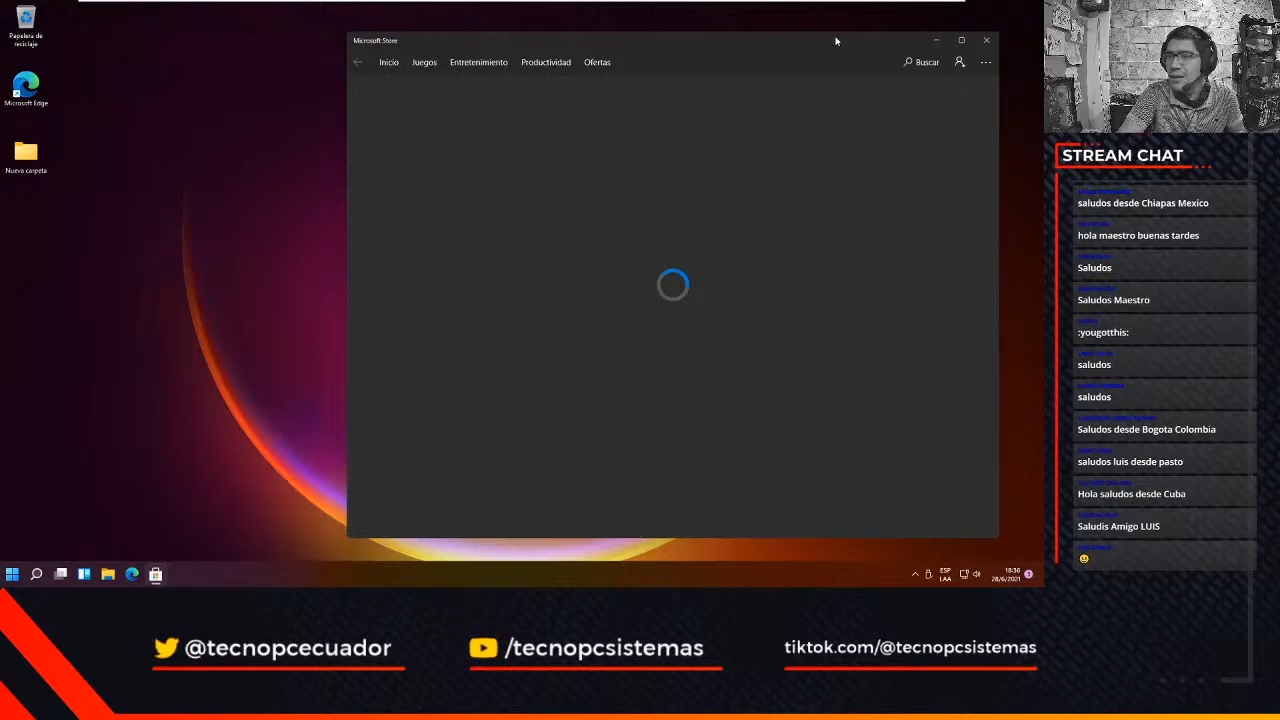 Papelera de
reciclaje
Microsoft Edge
Nueva carpeta
Microsoft Store
Inicio Juegos Entretenimiento Productividad Ofertas Buscar
ESP
LAA
18:36
28/6/2021
STREAM CHAT
saludos desde Chiapas Mexico
hola maestro buenas tardes
Saludos
Saludos Maestro
:yougotthis:
saludos
saludos
Saludos desde Bogota Colombia
saludos luis desde pasto
Hola saludos desde Cuba
Saludis Amigo LUIS
@tecnopcecuador
/tecnopcsistemas
tiktok.com/@tecnopcsistemas